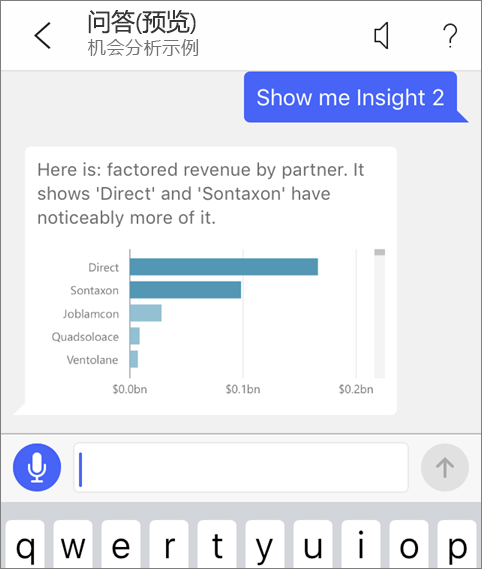 问答(预览)
机会分析示例
?
Show me Insight 2
Here is: factored revenue by partner. It
shows 'Direct' and 'Sontaxon' have
noticeably more of it.
Direct
Sontaxon
Joblamcon
Quadsoloace
Ventolane
$0.0bn $0.1bn $0.2bn
q w e r t y u i o p